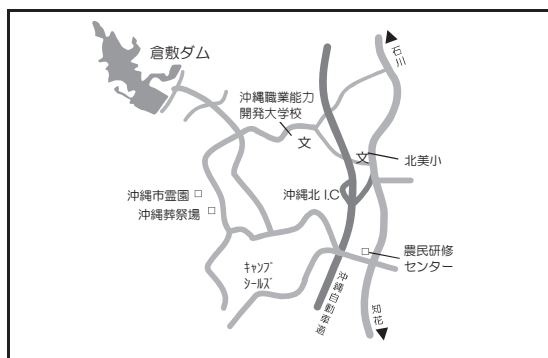 石川
倉敷ダム
沖縄職業能力
開発大学校
文
文
北美小
沖縄北 I.C
沖縄市霊園
沖縄葬祭場
農民研修
センター
キャンプ
シールズ
沖縄自動車道
知花